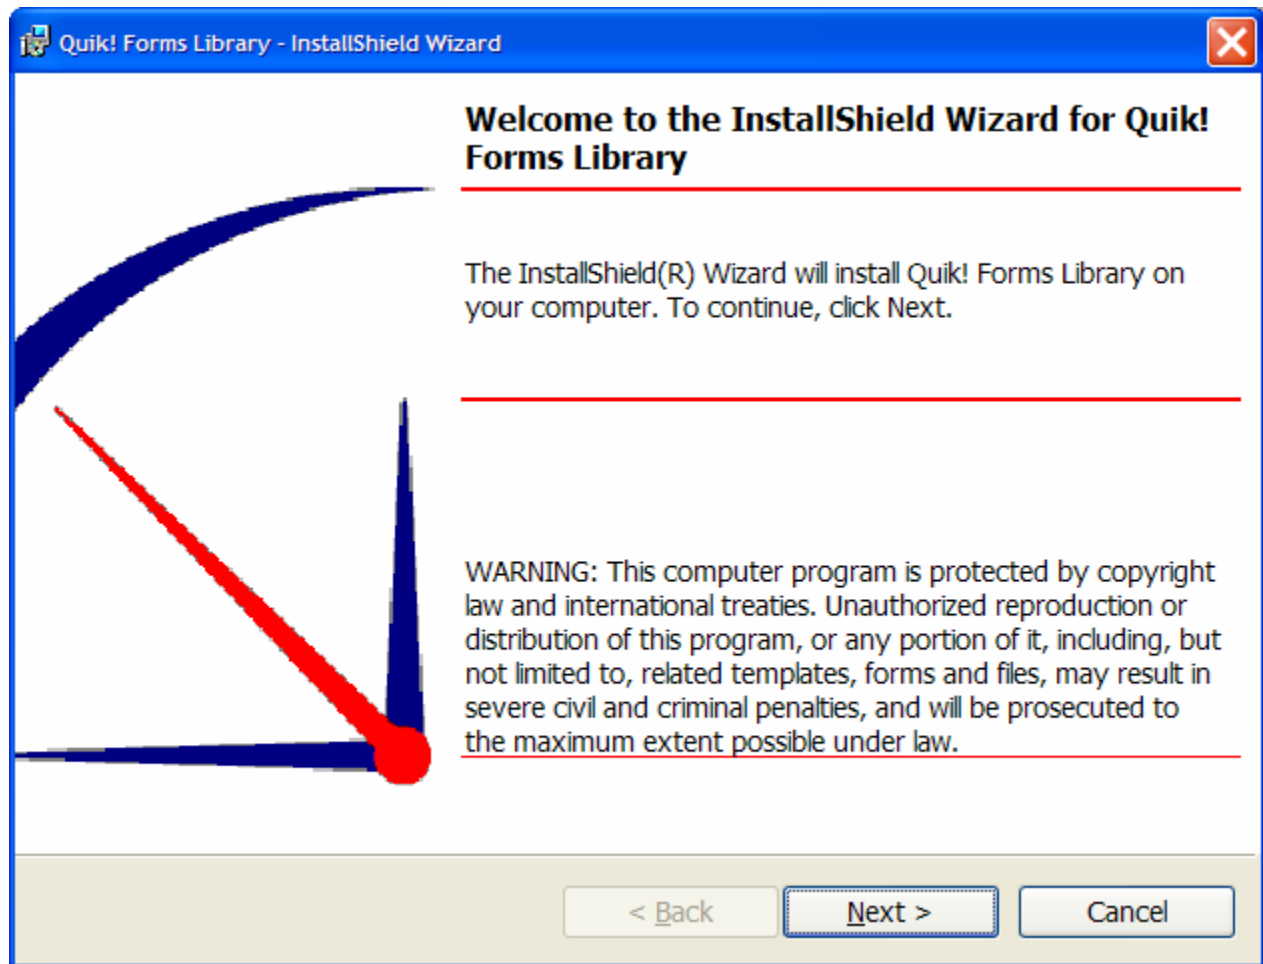 Quik! Forms Library - InstallShield Wizard
Welcome to the InstallShield Wizard for Quik!
Forms Library
The InstallShield(R) Wizard will install Quik! Forms Library on
your computer. To continue, click Next.
WARNING: This computer program is protected by copyright
law and international treaties. Unauthorized reproduction or
distribution of this program, or any portion of it, including, but
not limited to, related templates, forms and files, may result in
severe civil and criminal penalties, and will be prosecuted to
the maximum extent possible under law.
< Back Next > Cancel